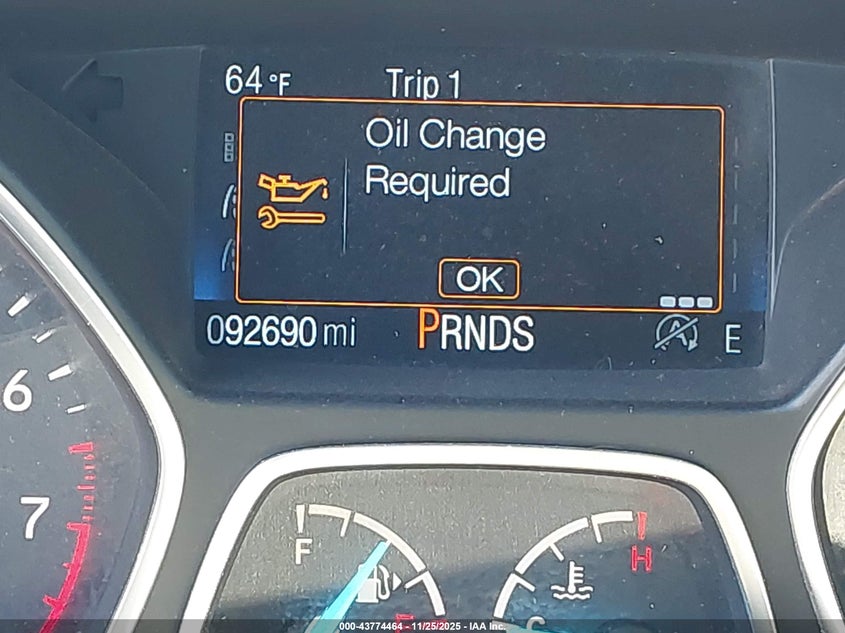 64 °F Trip 1
Oil Change
Required
OK
092690 mi PRNDS E
6
7
F H
000-43774464 - 11/25/2025 - IAA Inc.